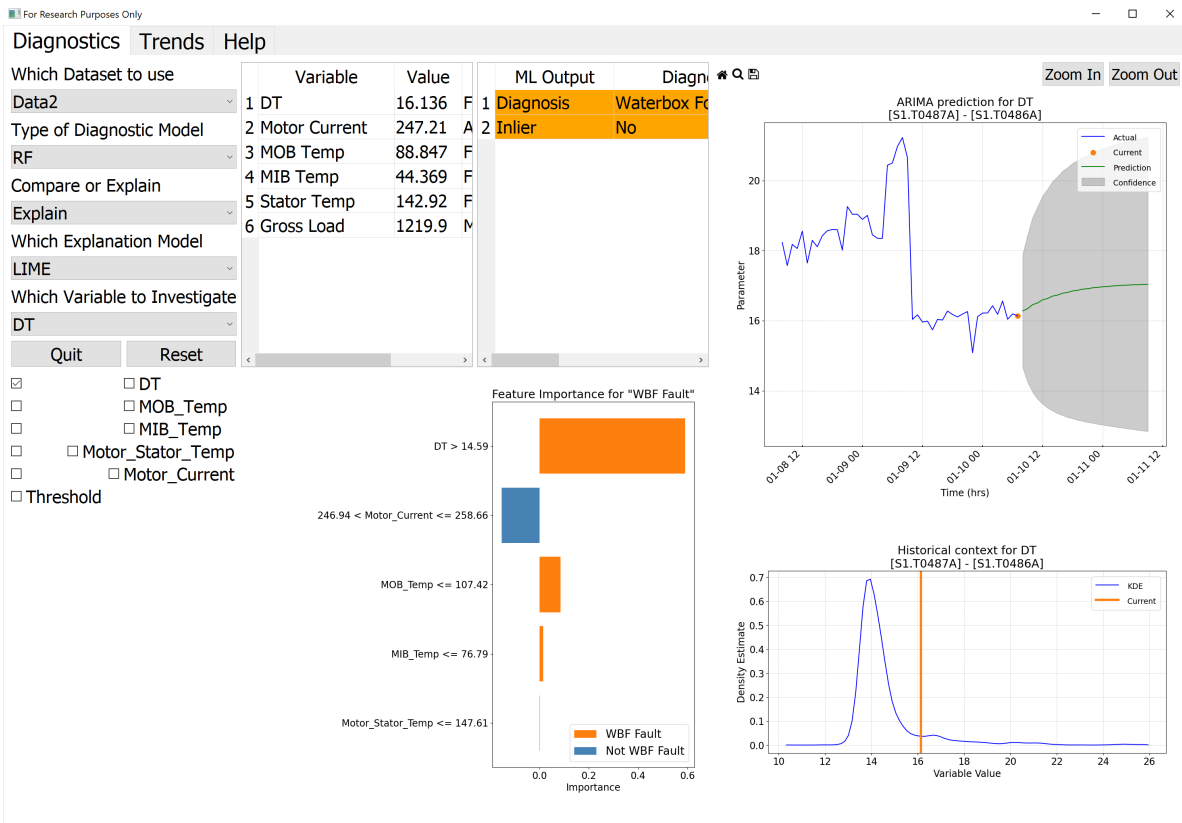 For Research Purposes Only
Diagnostics Trends Help
Which Dataset to use
Data2
Type of Diagnostic Model
RF
Compare or Explain
Explain
Which Explanation Model
LIME
Which Variable to Investigate
DT
Quit Reset
DT
MOB_Temp
MIB_Temp
Motor_Stator_Temp
Motor_Current
Threshold
Variable Value
1 DT 16.136 F
2 Motor Current 247.21 A
3 MOB Temp 88.847 F
4 MIB Temp 44.369 F
5 Stator Temp 142.92 F
6 Gross Load 1219.9 M
ML Output Diagn
1 Diagnosis Waterbox Fo
2 Inlier No
Feature Importance for "WBF Fault"
DT > 14.59
246.94 < Motor_Current <= 258.66
MOB_Temp <= 107.42
MIB_Temp <= 76.79
Motor_Stator_Temp <= 147.61
WBF Fault
Not WBF Fault
0.0 0.2 0.4 0.6
Importance
Zoom In Zoom Out
ARIMA prediction for DT
[S1.T0487A] - [S1.T0486A]
Actual
Current
Prediction
Confidence
Parameter
20
18
16
14
01-08 12 01-09 00 01-09 12 01-10 00 01-10 12 01-11 00 01-11 12
Time (hrs)
Historical context for DT
[S1.T0487A] - [S1.T0486A]
KDE
Current
Density Estimate
0.7
0.6
0.5
0.4
0.3
0.2
0.1
0.0
10 12 14 16 18 20 22 24 26
Variable Value